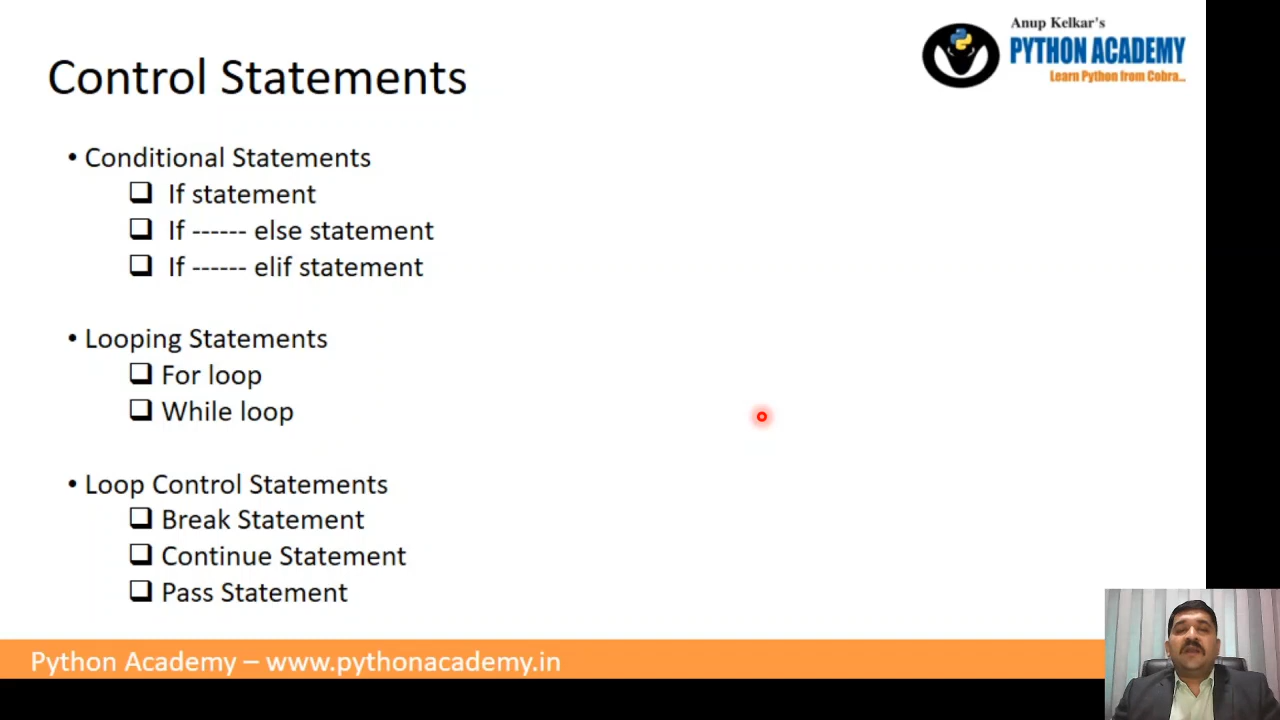 Anup Kelkar's
PYTHON ACADEMY
Learn Python from Cobra...
Control Statements
• Conditional Statements
❑ If statement
❑ If ------ else statement
❑ If ------ elif statement
• Looping Statements
❑ For loop
❑ While loop
• Loop Control Statements
❑ Break Statement
❑ Continue Statement
❑ Pass Statement
Python Academy – www.pythonacademy.in